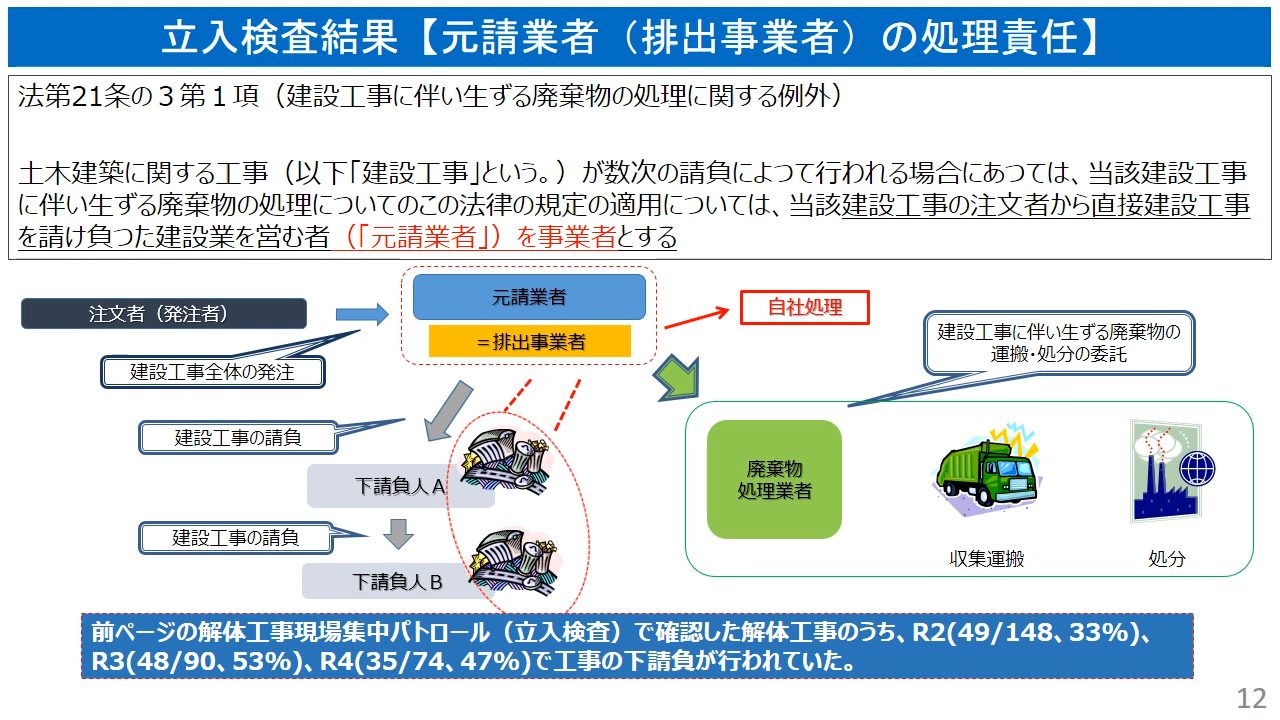 立入検査結果【元請業者（排出事業者）の処理責任】
法第21条の３第１項（建設工事に伴い生ずる廃棄物の処理に関する例外）
土木建築に関する工事（以下「建設工事」という。）が数次の請負によつて行われる場合にあつては、当該建設工事
に伴い生ずる廃棄物の処理についてのこの法律の規定の適用については、当該建設工事の注文者から直接建設工事
を請け負つた建設業を営む者（「元請業者」）を事業者とする
注文者（発注者）
元請業者
＝排出事業者
自社処理
建設工事全体の発注
建設工事に伴い生ずる廃棄物の
運搬・処分の委託
建設工事の請負
下請負人Ａ
廃棄物
処理業者
建設工事の請負
収集運搬
処分
下請負人Ｂ
前ページの解体工事現場集中パトロール（立入検査）で確認した解体工事のうち、R2(49/148、33%)、
R3(48/90、53%)、R4(35/74、47%)で工事の下請負が行われていた。
12